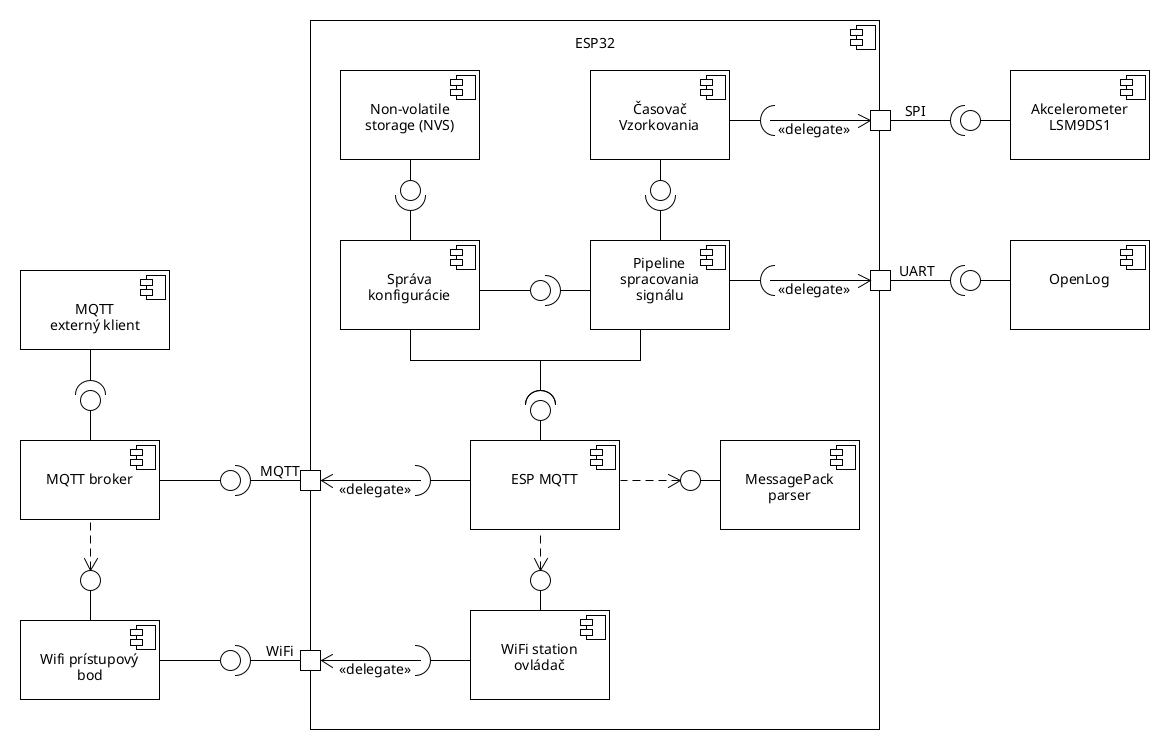 ESP32
Non-volatile
storage (NVS)
Časovač
Vzorkovania
«delegate»
SPI
Akcelerometer
LSM9DS1
Správa
konfigurácie
Pipeline
spracovania
signálu
«delegate»
UART
OpenLog
MQTT
externý klient
MQTT broker
MQTT
«delegate»
ESP MQTT
MessagePack
parser
Wifi prístupový
bod
WiFi
«delegate»
WiFi station
ovládač